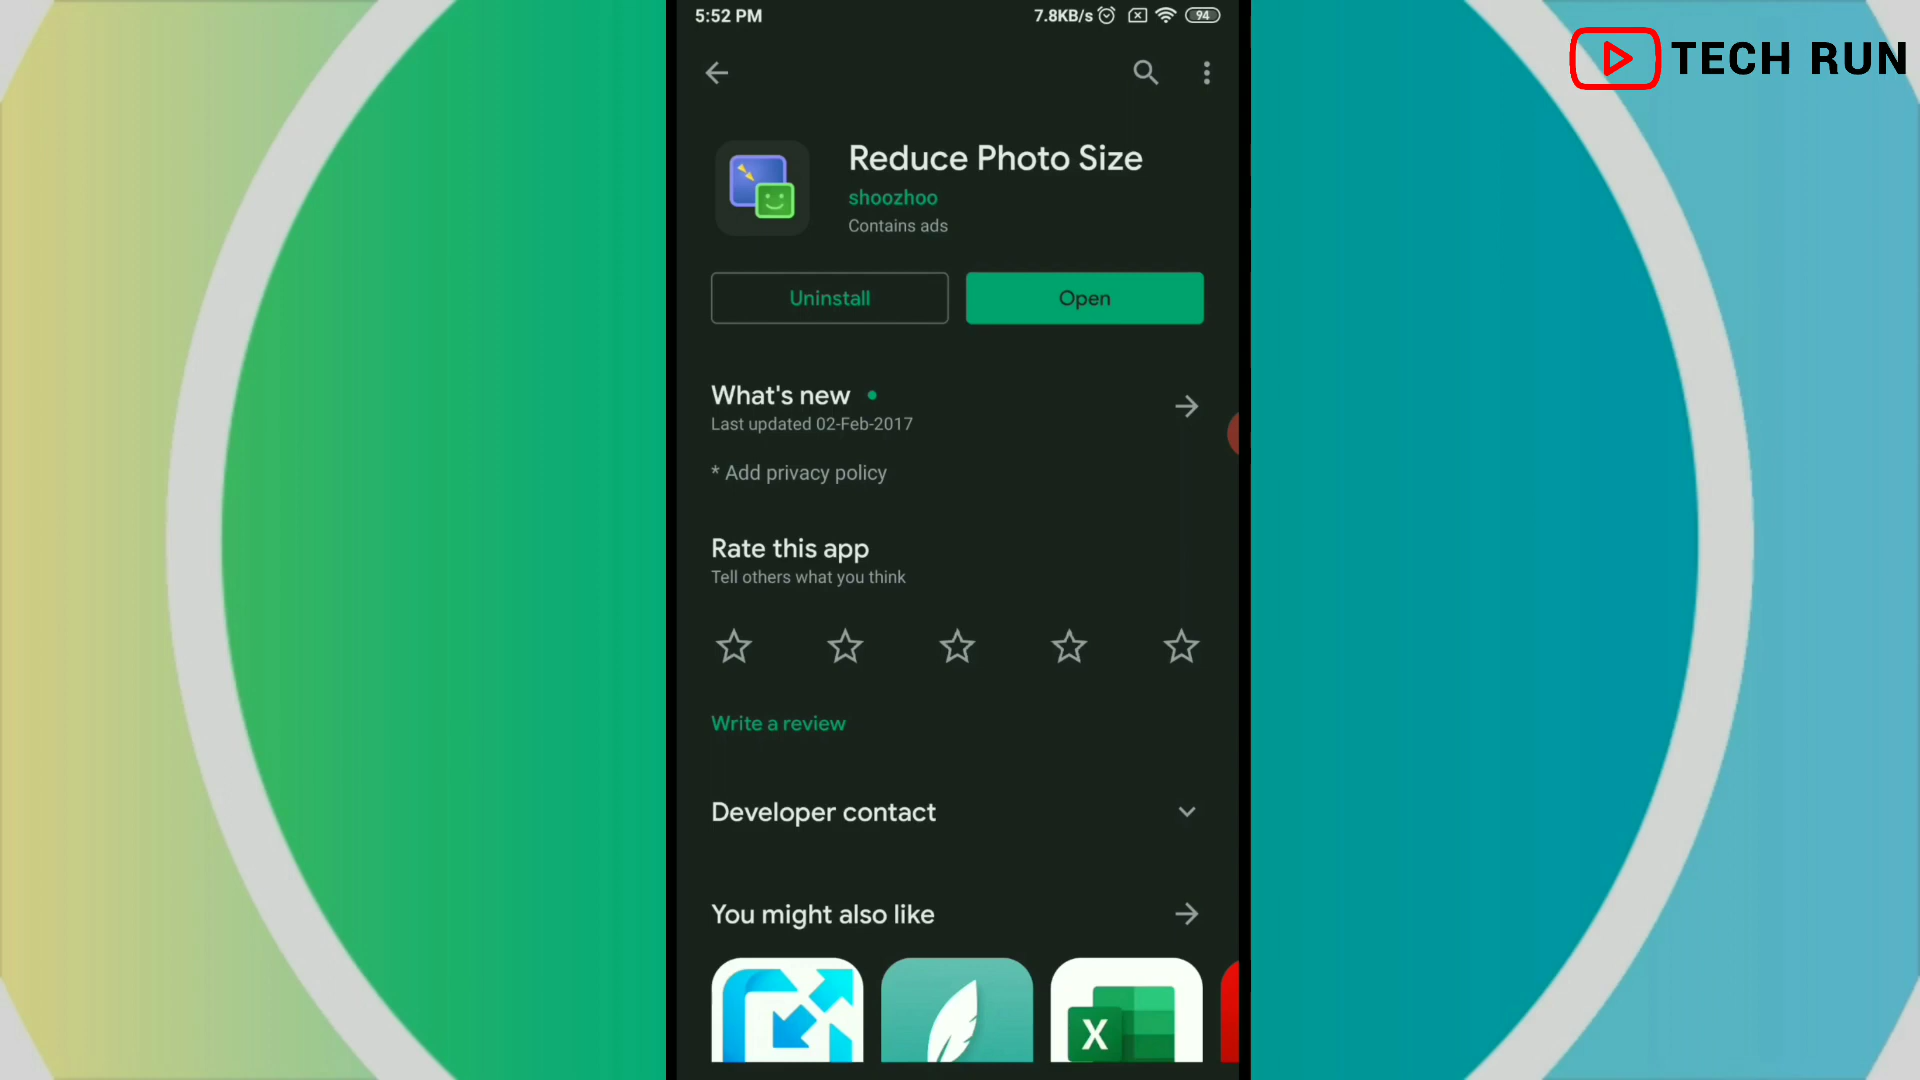 5:52 PM
7.8KB/s
94
TECH RUN
Reduce Photo Size
shoozhoo
Contains ads
Uninstall
Open
What's new
Last updated 02-Feb-2017
* Add privacy policy
Rate this app
Tell others what you think
Write a review
Developer contact
You might also like
X